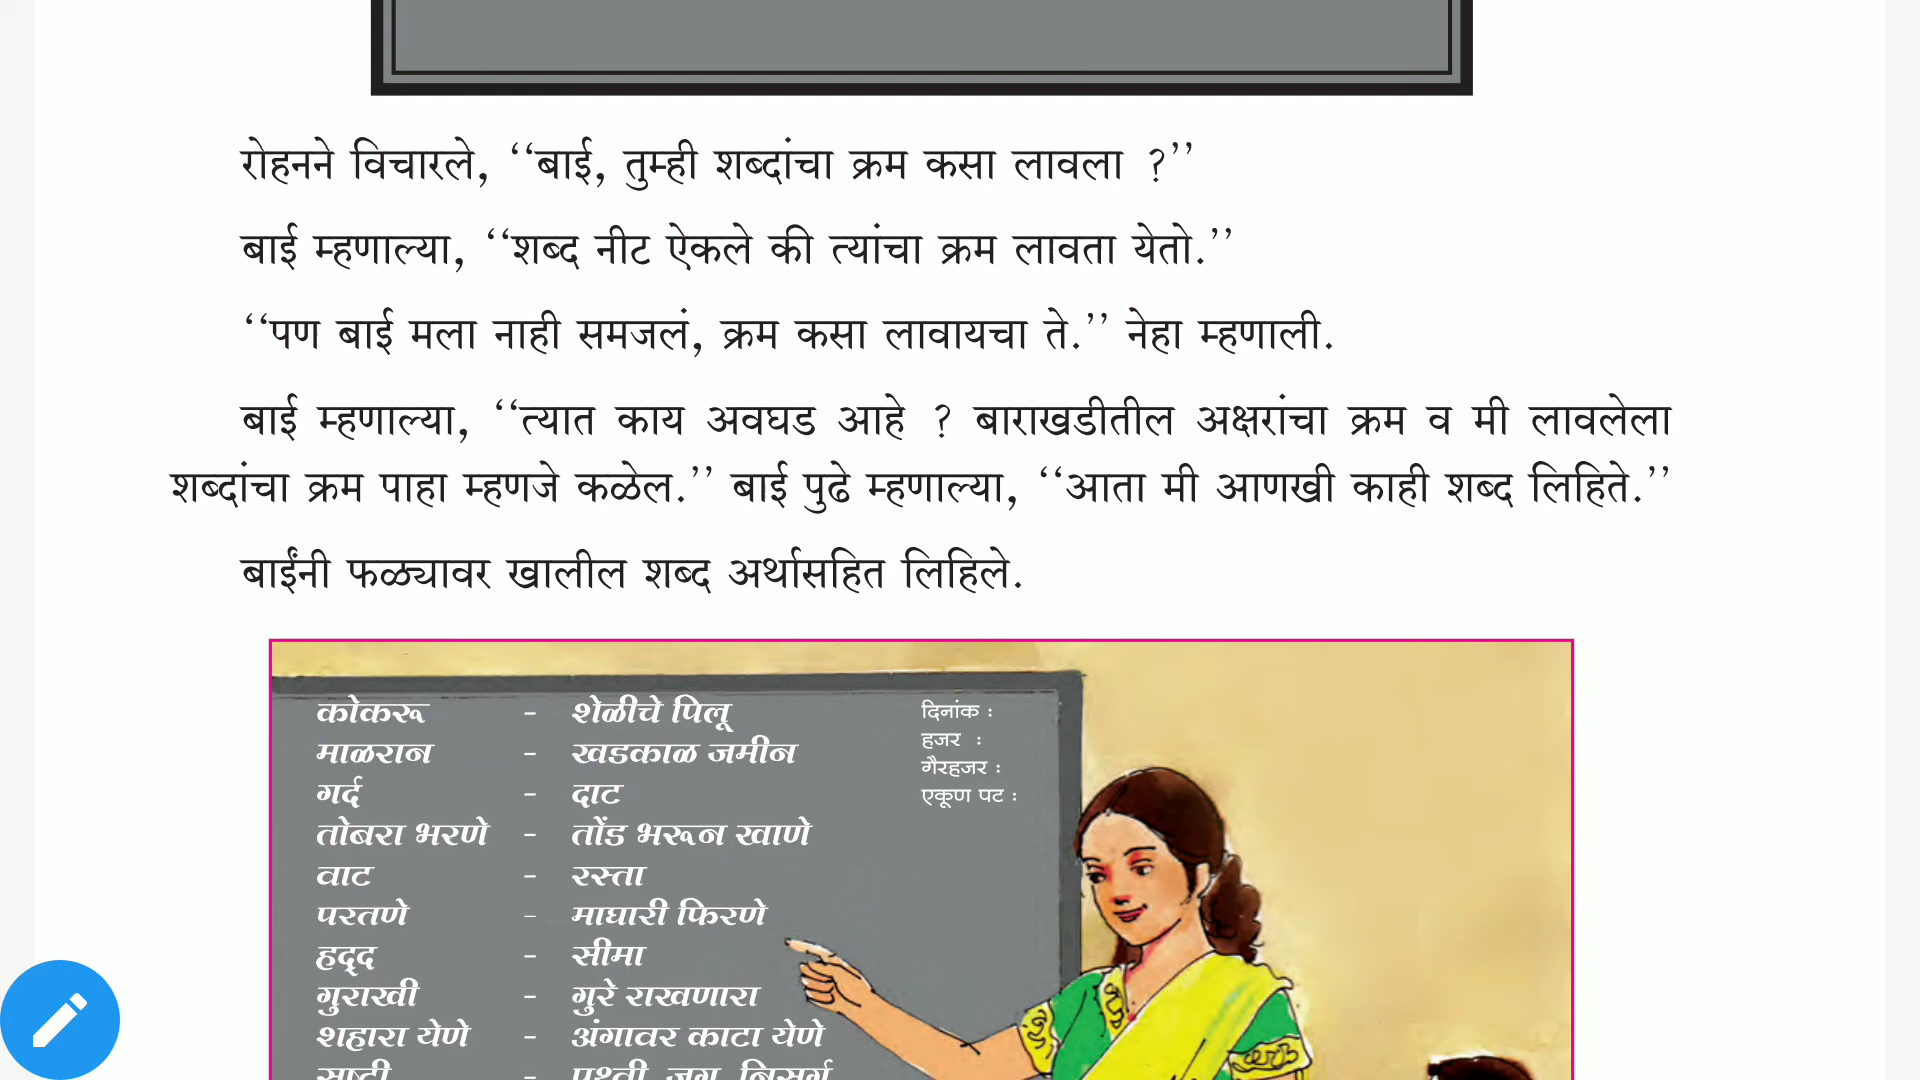 रोहनने विचारले, ‘‘बाई, तुम्ही शब्दांचा क्रम कसा लावला ?’’
बाई म्हणाल्या, ‘‘शब्द नीट ऐकले की त्यांचा क्रम लावता येतो.’’
‘‘पण बाई मला नाही समजलं, क्रम कसा लावायचा ते.’’ नेहा म्हणाली.
बाई म्हणाल्या, ‘‘त्यात काय अवघड आहे ? बाराखडीतील अक्षरांचा क्रम व मी लावलेला
शब्दांचा क्रम पाहा म्हणजे कळेल.’’ बाई पुढे म्हणाल्या, ‘‘आता मी आणखी काही शब्द लिहिते.’’
बाईंनी फळ्यावर खालील शब्द अर्थासहित लिहिले.
कोकरू - शेळीचे पिलू
माळरान - खडकाळ जमीन
गर्द - दाट
तोबरा भरणे - तोंड भरून खाणे
वाट - रस्ता
परतणे - माघारी फिरणे
हद्द - सीमा
गुराखी - गुरे राखणारा
शहारा येणे - अंगावर काटा येणे
सृष्टी - पृथ्वी, जग, निसर्ग
दिनांक :
हजर :
गैरहजर :
एकूण पट :